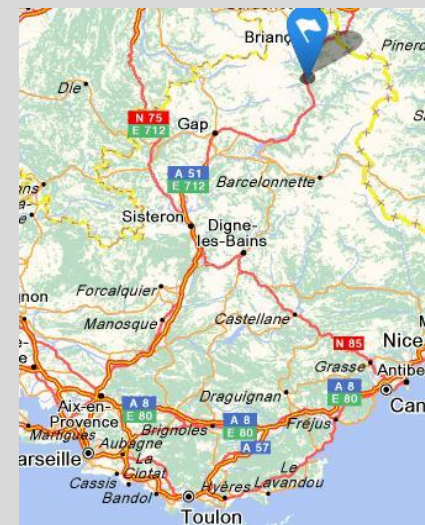 Brianç
Pinero
Die
N 75
E 712
Gap
A 51
E 712
Barcelonnette
Sisteron
Digne-
les-Bains
Forcalquier
Manosque
Castellane
N 85
Nice
Grasse
Antibe
Draguignan
A 8
E 80
Can
Aix-en-
Provence
A 8
E 80
Brignoles
A 8
E 80
Fréjus
A 57
Martigues
Aubagne
arseille
La
Ciotat
Le
Lavandou
Cassis
Hyères
Bandol
Toulon